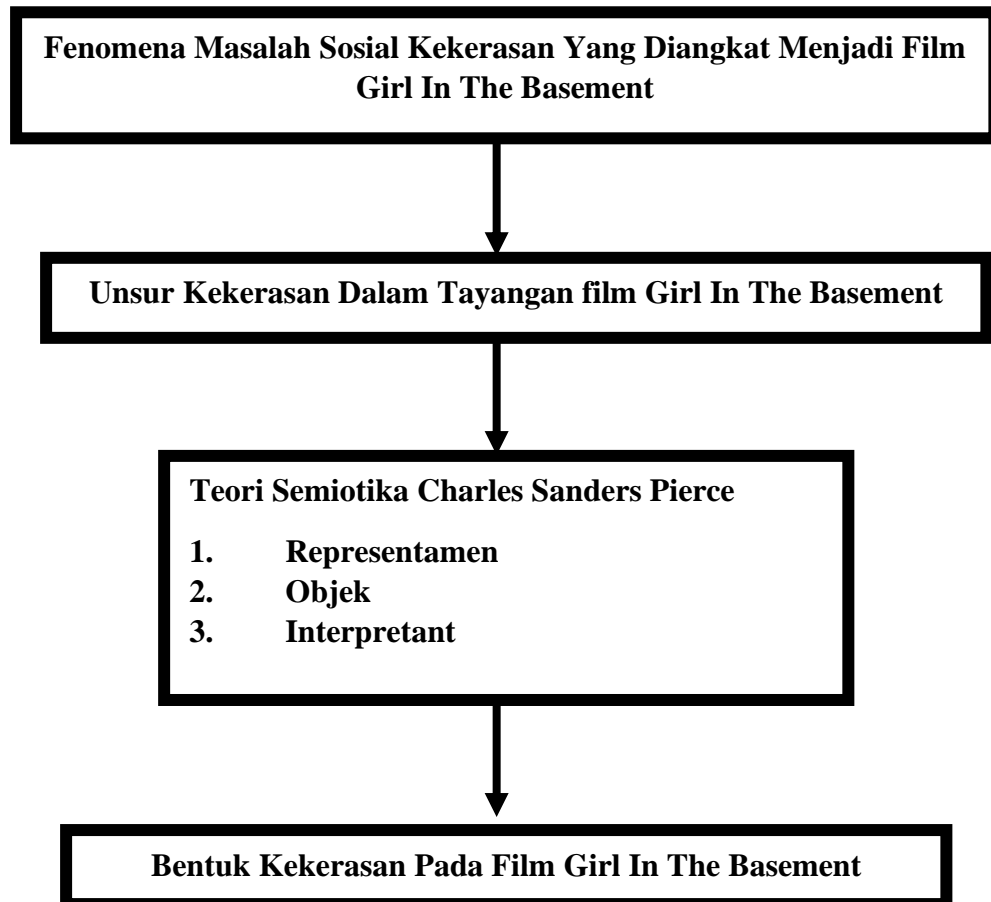 Fenomena Masalah Sosial Kekerasan Yang Diangkat Menjadi Film
Girl In The Basement
Unsur Kekerasan Dalam Tayangan film Girl In The Basement
Teori Semiotika Charles Sanders Pierce
1. Representamen
2. Objek
3. Interpretant
Bentuk Kekerasan Pada Film Girl In The Basement